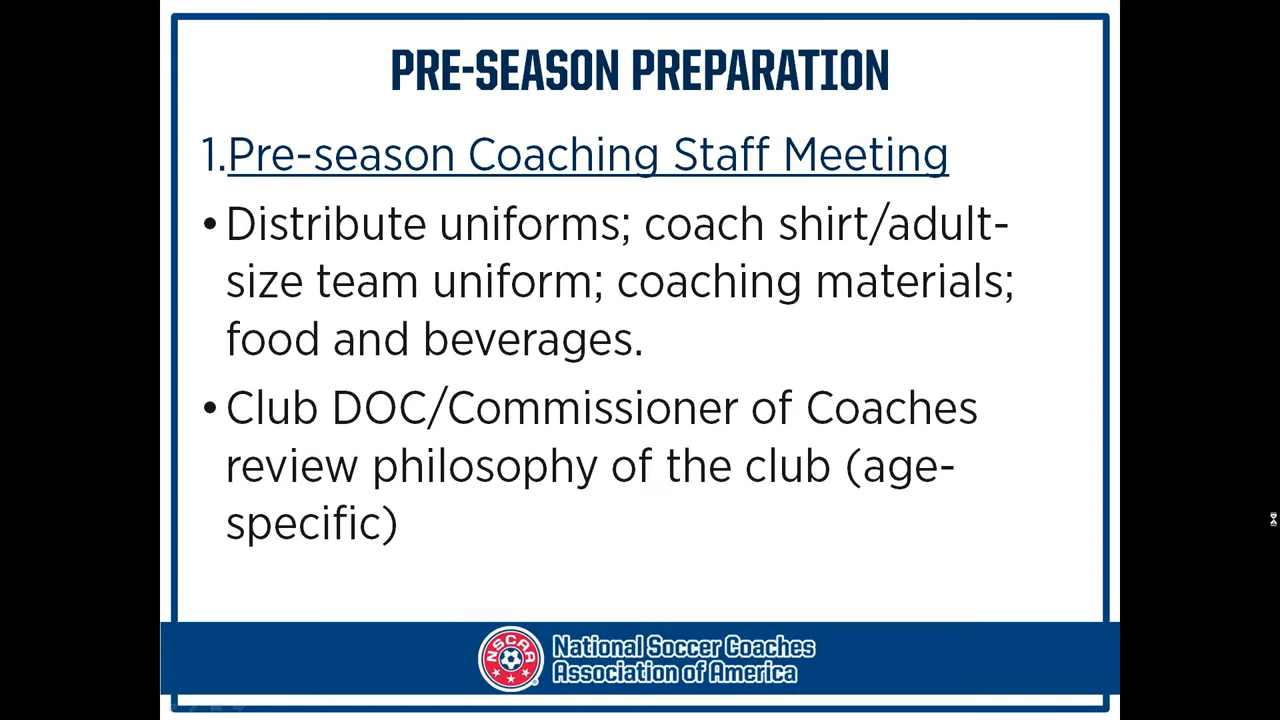 PRE-SEASON PREPARATION
1.Pre-season Coaching Staff Meeting
•Distribute uniforms; coach shirt/adult-
size team uniform; coaching materials;
food and beverages.
•Club DOC/Commissioner of Coaches
review philosophy of the club (age-
specific)
NSCAA
National Soccer Coaches
Association of America